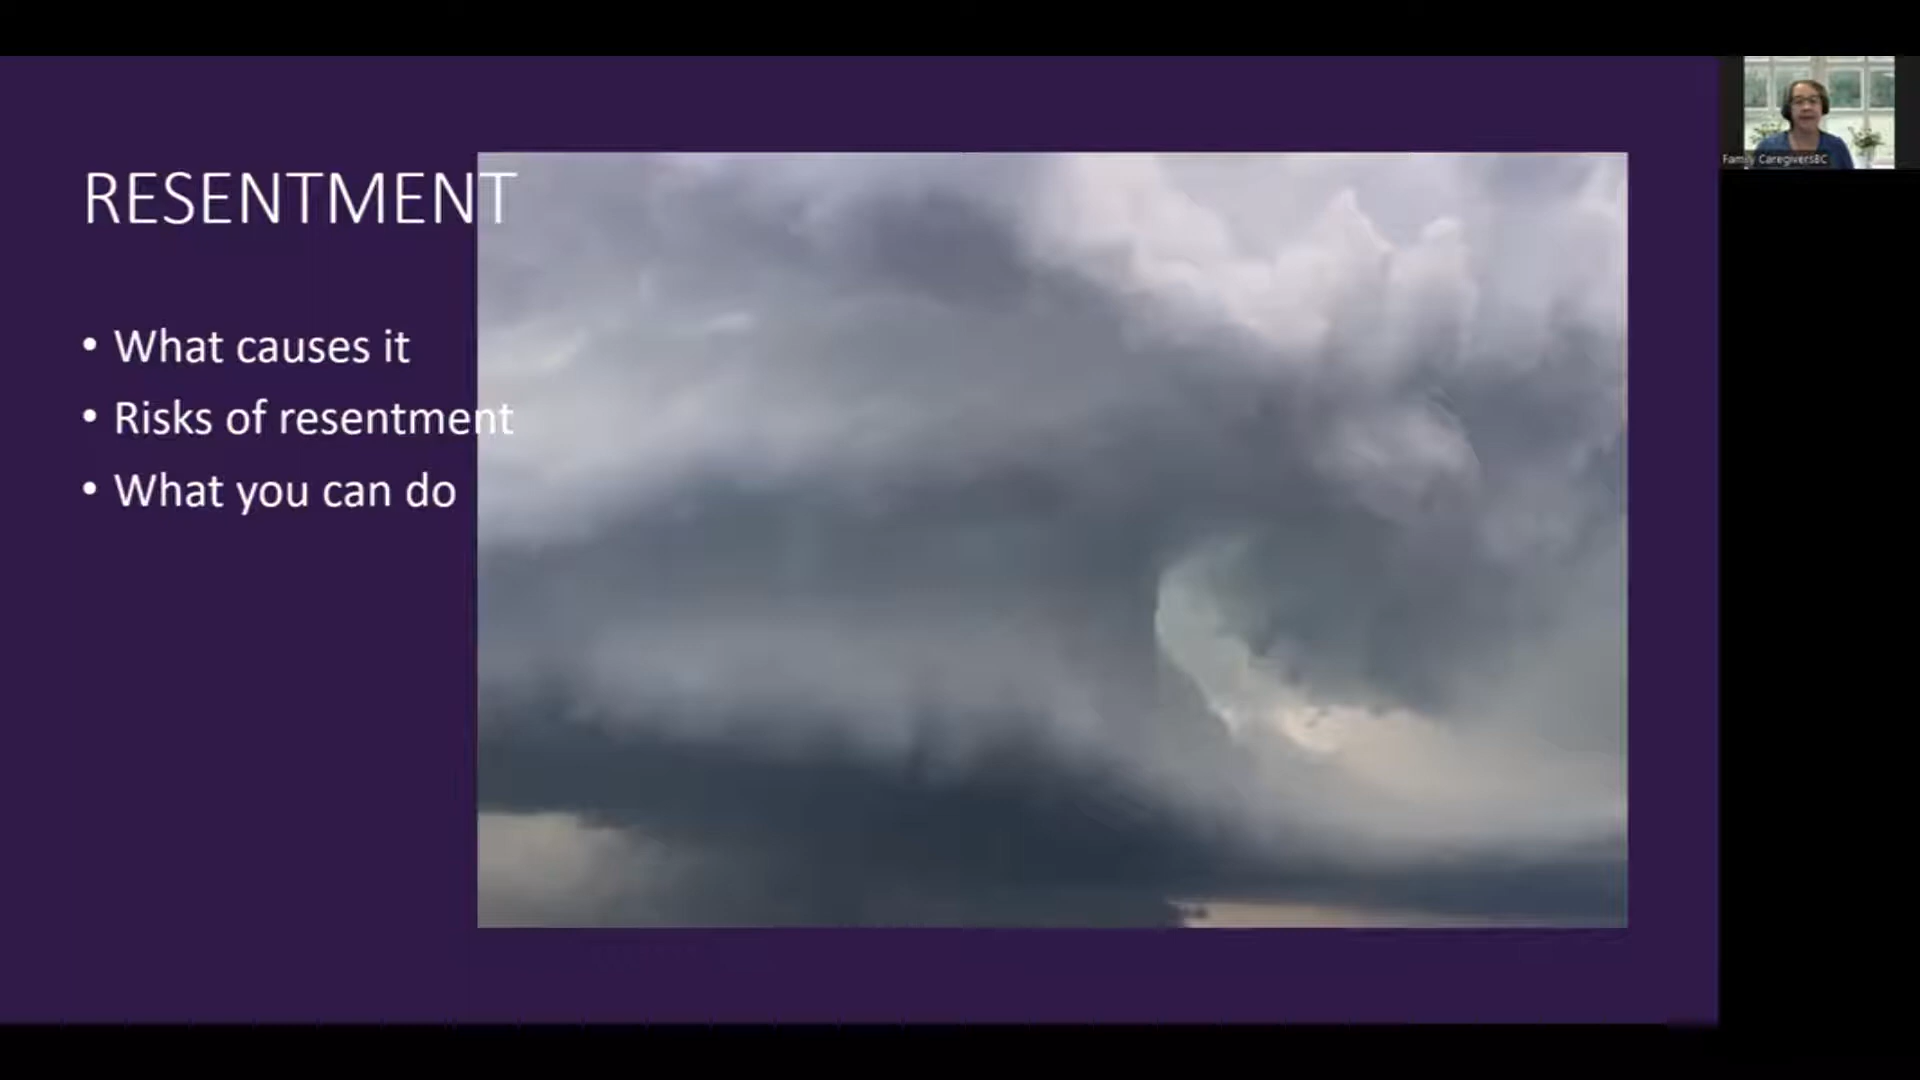 RESENTMENT
• What causes it
• Risks of resentment
• What you can do
Family CaregiversBC